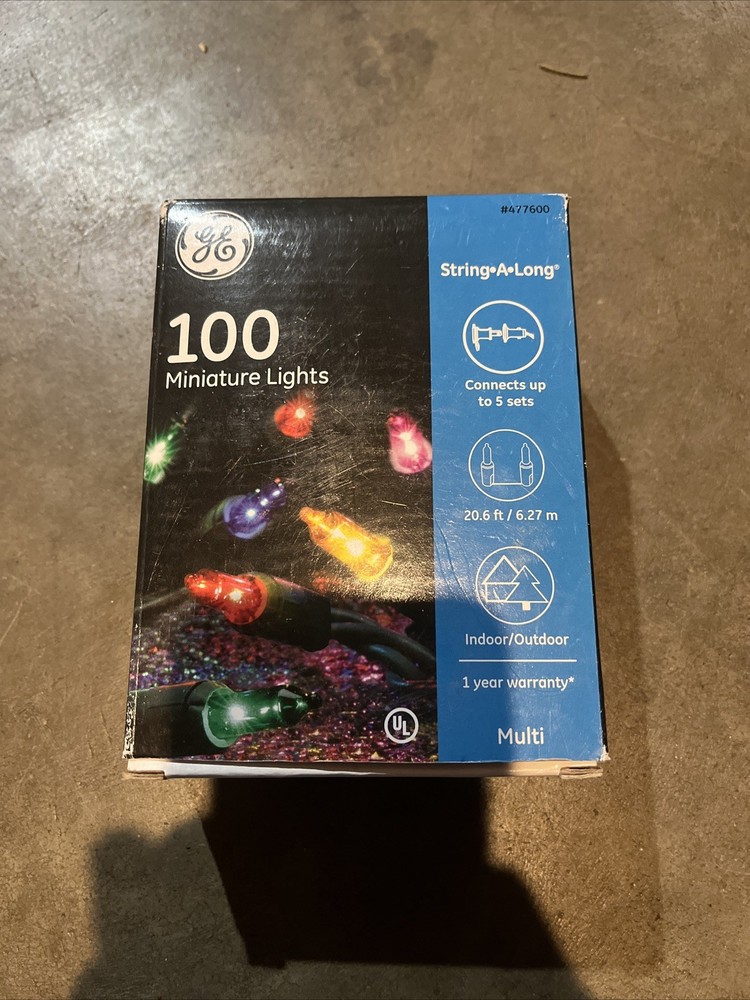 GE
100
Miniature Lights
UL
#477600
String•A•Long®
Connects up
to 5 sets
20.6 ft / 6.27 m
Indoor/Outdoor
1 year warranty*
Multi